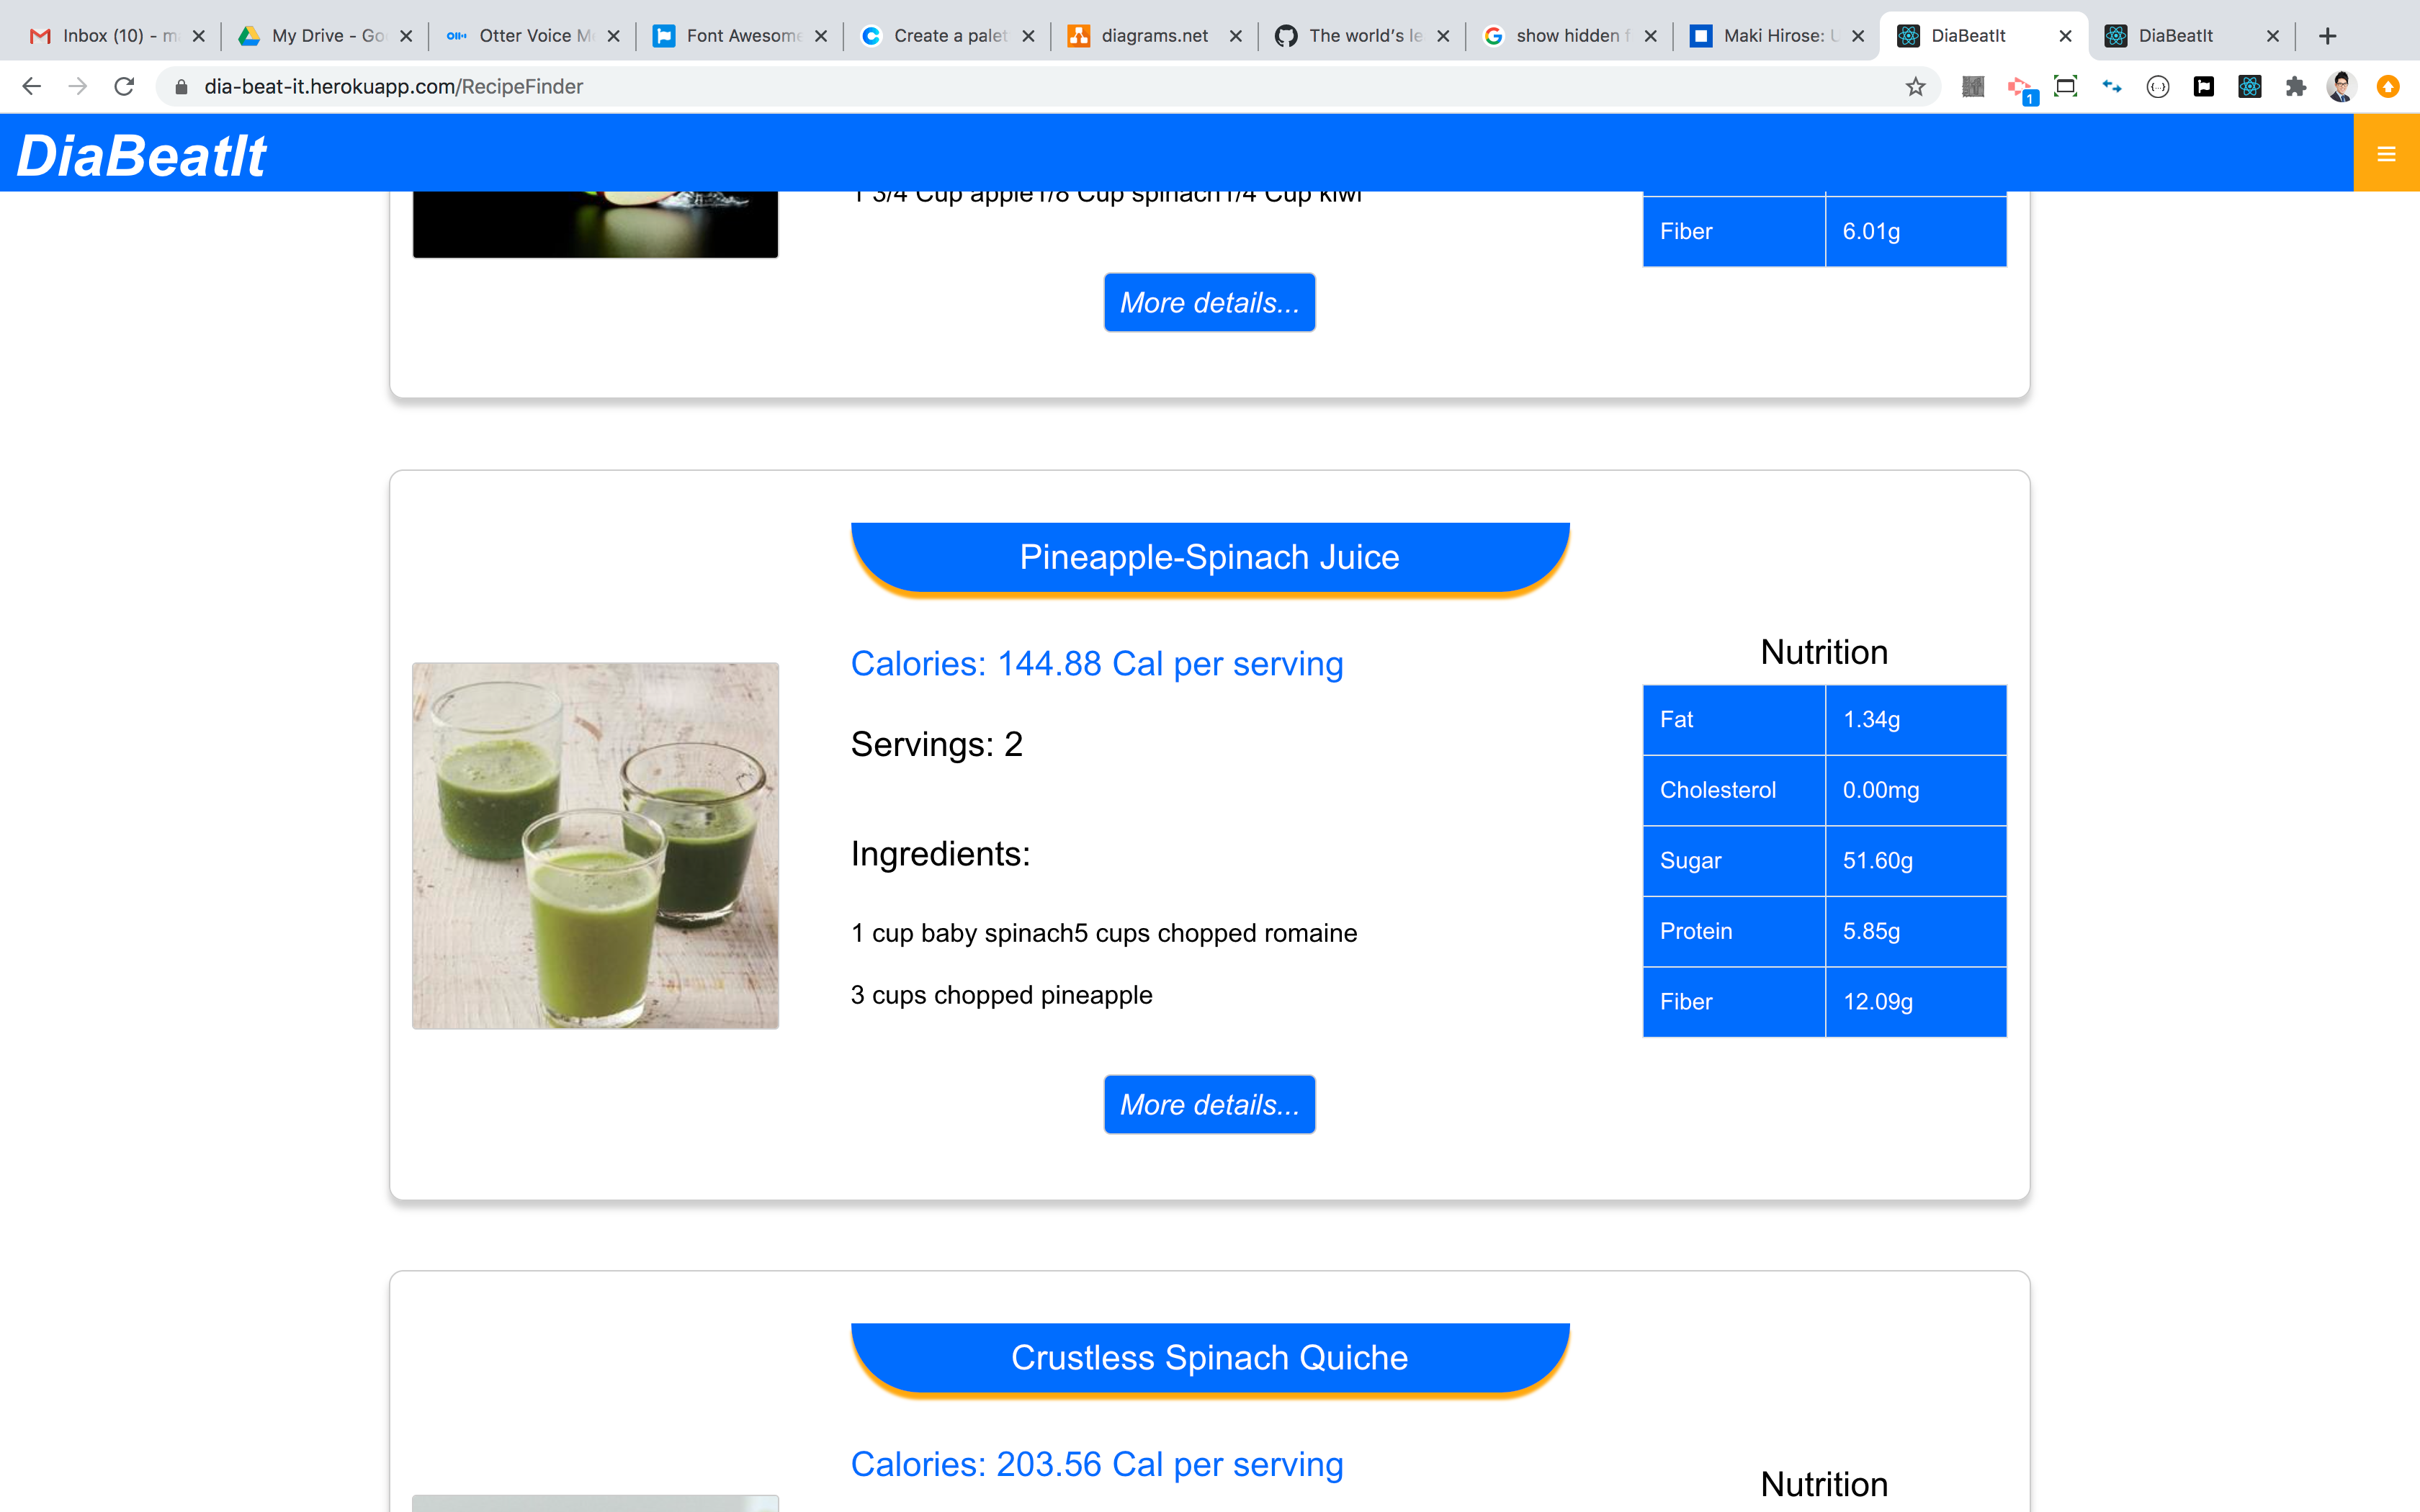 Inbox (10) - m
My Drive - Go
Otter Voice M
Font Awesome
Create a palet
diagrams.net
The world's le
show hidden f
Maki Hirose: U
DiaBeatIt
DiaBeatIt
dia-beat-it.herokuapp.com/RecipeFinder
1
DiaBeatIt
1 3/4 Cup apple1/8 Cup spinach1/4 Cup kiwi
Fiber 6.01g
More details...
Pineapple-Spinach Juice
Calories: 144.88 Cal per serving
Servings: 2
Ingredients:
1 cup baby spinach5 cups chopped romaine
3 cups chopped pineapple
Nutrition
Fat 1.34g
Cholesterol 0.00mg
Sugar 51.60g
Protein 5.85g
Fiber 12.09g
More details...
Crustless Spinach Quiche
Calories: 203.56 Cal per serving
Nutrition